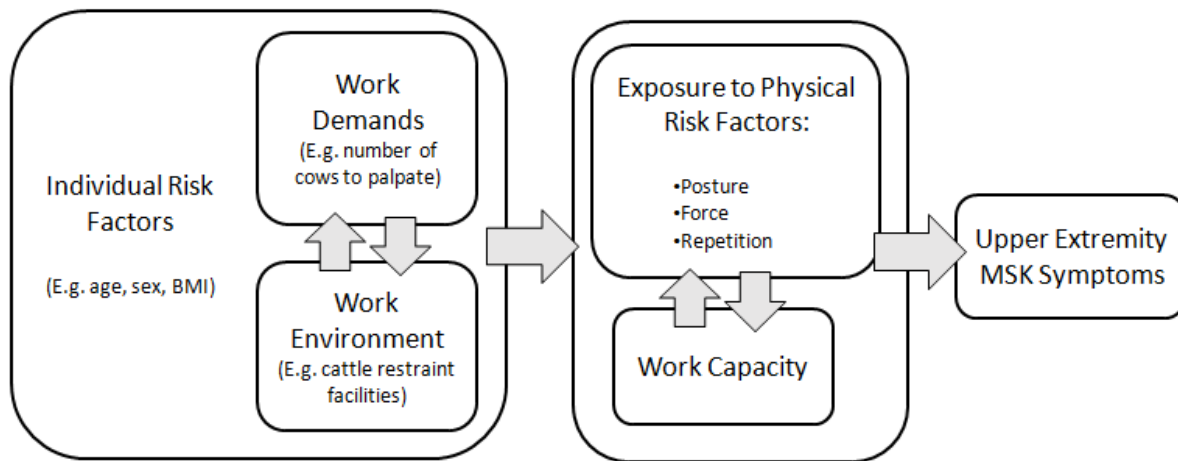 Individual Risk
Factors
(E.g. age, sex, BMI)
Work
Demands
(E.g. number of
cows to palpate)
Work
Environment
(E.g. cattle restraint
facilities)
Exposure to Physical
Risk Factors:
•Posture
•Force
•Repetition
Work Capacity
Upper Extremity
MSK Symptoms